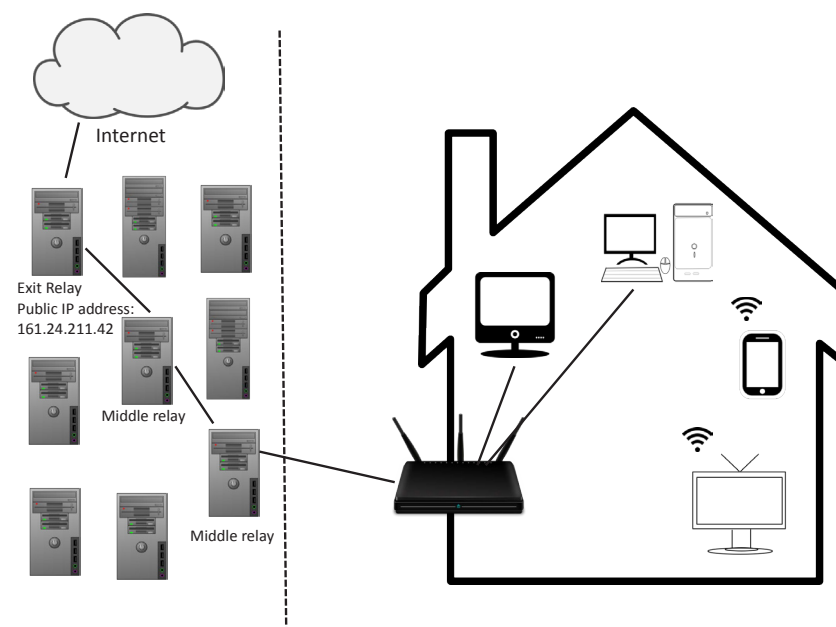 Internet
Exit Relay
Public IP address:
161.24.211.42
Middle relay
Middle relay